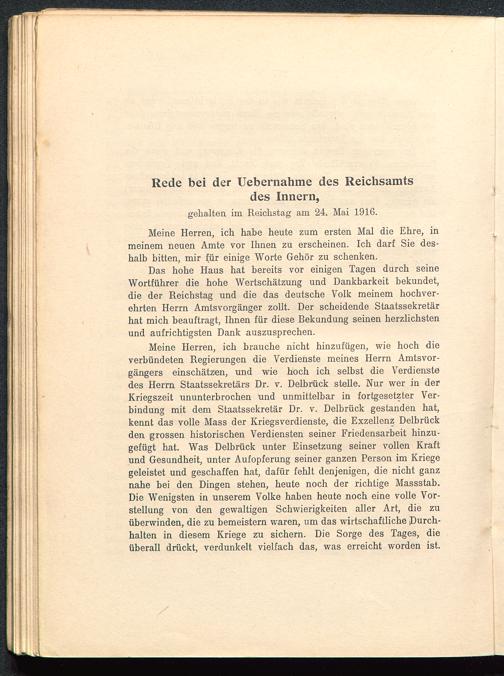 Rede bei der Uebernahme des Reichsamts
des Innern,
gehalten im Reichstag am 24. Mai 1916.
Meine Herren, ich habe heute zum ersten Mal die Ehre, in
meinem neuen Amte vor Ihnen zu erscheinen. Ich darf Sie des-
halb bitten, mir für einige Worte Gehör zu schenken.
Das hohe Haus hat bereits vor einigen Tagen durch seine
Wortführer die hohe Wertschätzung und Dankbarkeit bekundet,
die der Reichstag und die das deutsche Volk meinem hochver-
ehrten Herrn Amtsvorgänger zollt. Der scheidende Staatssekretär
hat mich beauftragt, Ihnen für diese Bekundung seinen herzlichsten
und aufrichtigsten Dank auszusprechen.
Meine Herren, ich brauche nicht hinzufügen, wie hoch die
verbündeten Regierungen die Verdienste meines Herrn Amtsvor-
gängers einschätzen, und wie hoch ich selbst die Verdienste
des Herrn Staatssekretärs Dr. v. Delbrück stelle. Nur wer in der
Kriegszeit ununterbrochen und unmittelbar in fortgesetzter Ver-
bindung mit dem Staatssekretär Dr. v. Delbrück gestanden hat,
kennt das volle Mass der Kriegsverdienste, die Exzellenz Delbrück
den grossen historischen Verdiensten seiner Friedensarbeit hinzu-
gefügt hat. Was Delbrück unter Einsetzung seiner vollen Kraft
und Gesundheit, unter Aufopferung seiner ganzen Person im Kriege
geleistet und geschaffen hat, dafür fehlt denjenigen, die nicht ganz
nahe bei den Dingen stehen, heute noch der richtige Massstab.
Die Wenigsten in unserem Volke haben heute noch eine volle Vor-
stellung von den gewaltigen Schwierigkeiten aller Art, die zu
überwinden, die zu bemeistern waren, um das wirtschaftliche Durch-
halten in diesem Kriege zu sichern. Die Sorge des Tages, die
überall drückt, verdunkelt vielfach das, was erreicht worden ist.